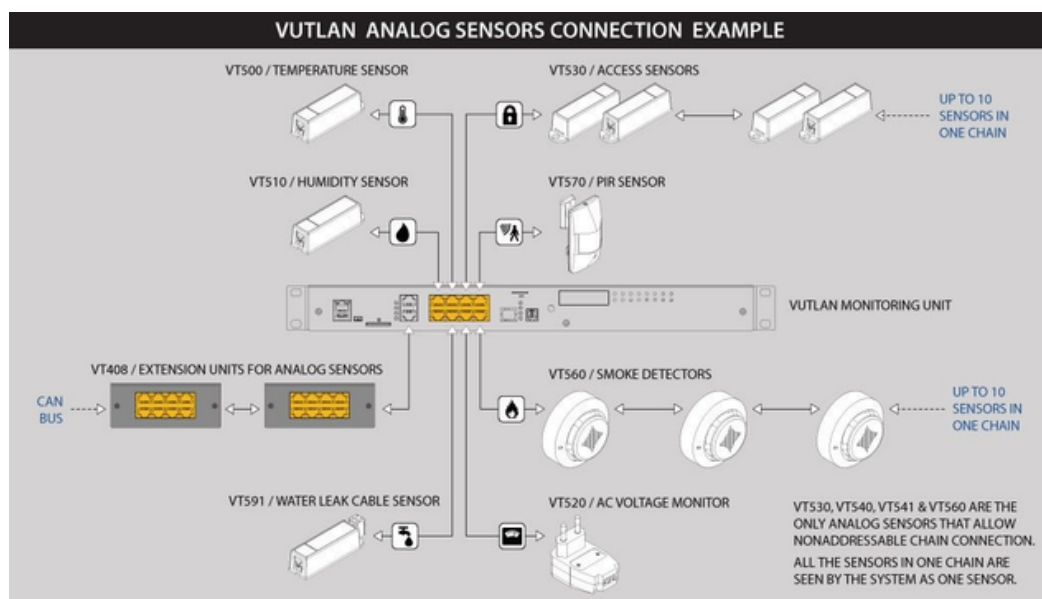 VUTLAN ANALOG SENSORS CONNECTION EXAMPLE
VT500 / TEMPERATURE SENSOR
VT530 / ACCESS SENSORS
UP TO 10
SENSORS IN
ONE CHAIN
VT510 / HUMIDITY SENSOR
VT570 / PIR SENSOR
VUTLAN MONITORING UNIT
VT408 / EXTENSION UNITS FOR ANALOG SENSORS
CAN
BUS
VT560 / SMOKE DETECTORS
UP TO 10
SENSORS IN
ONE CHAIN
VT591 / WATER LEAK CABLE SENSOR
VT520 / AC VOLTAGE MONITOR
VT530, VT540, VT541 & VT560 ARE THE
ONLY ANALOG SENSORS THAT ALLOW
NONADDRESSABLE CHAIN CONNECTION.
ALL THE SENSORS IN ONE CHAIN ARE
SEEN BY THE SYSTEM AS ONE SENSOR.